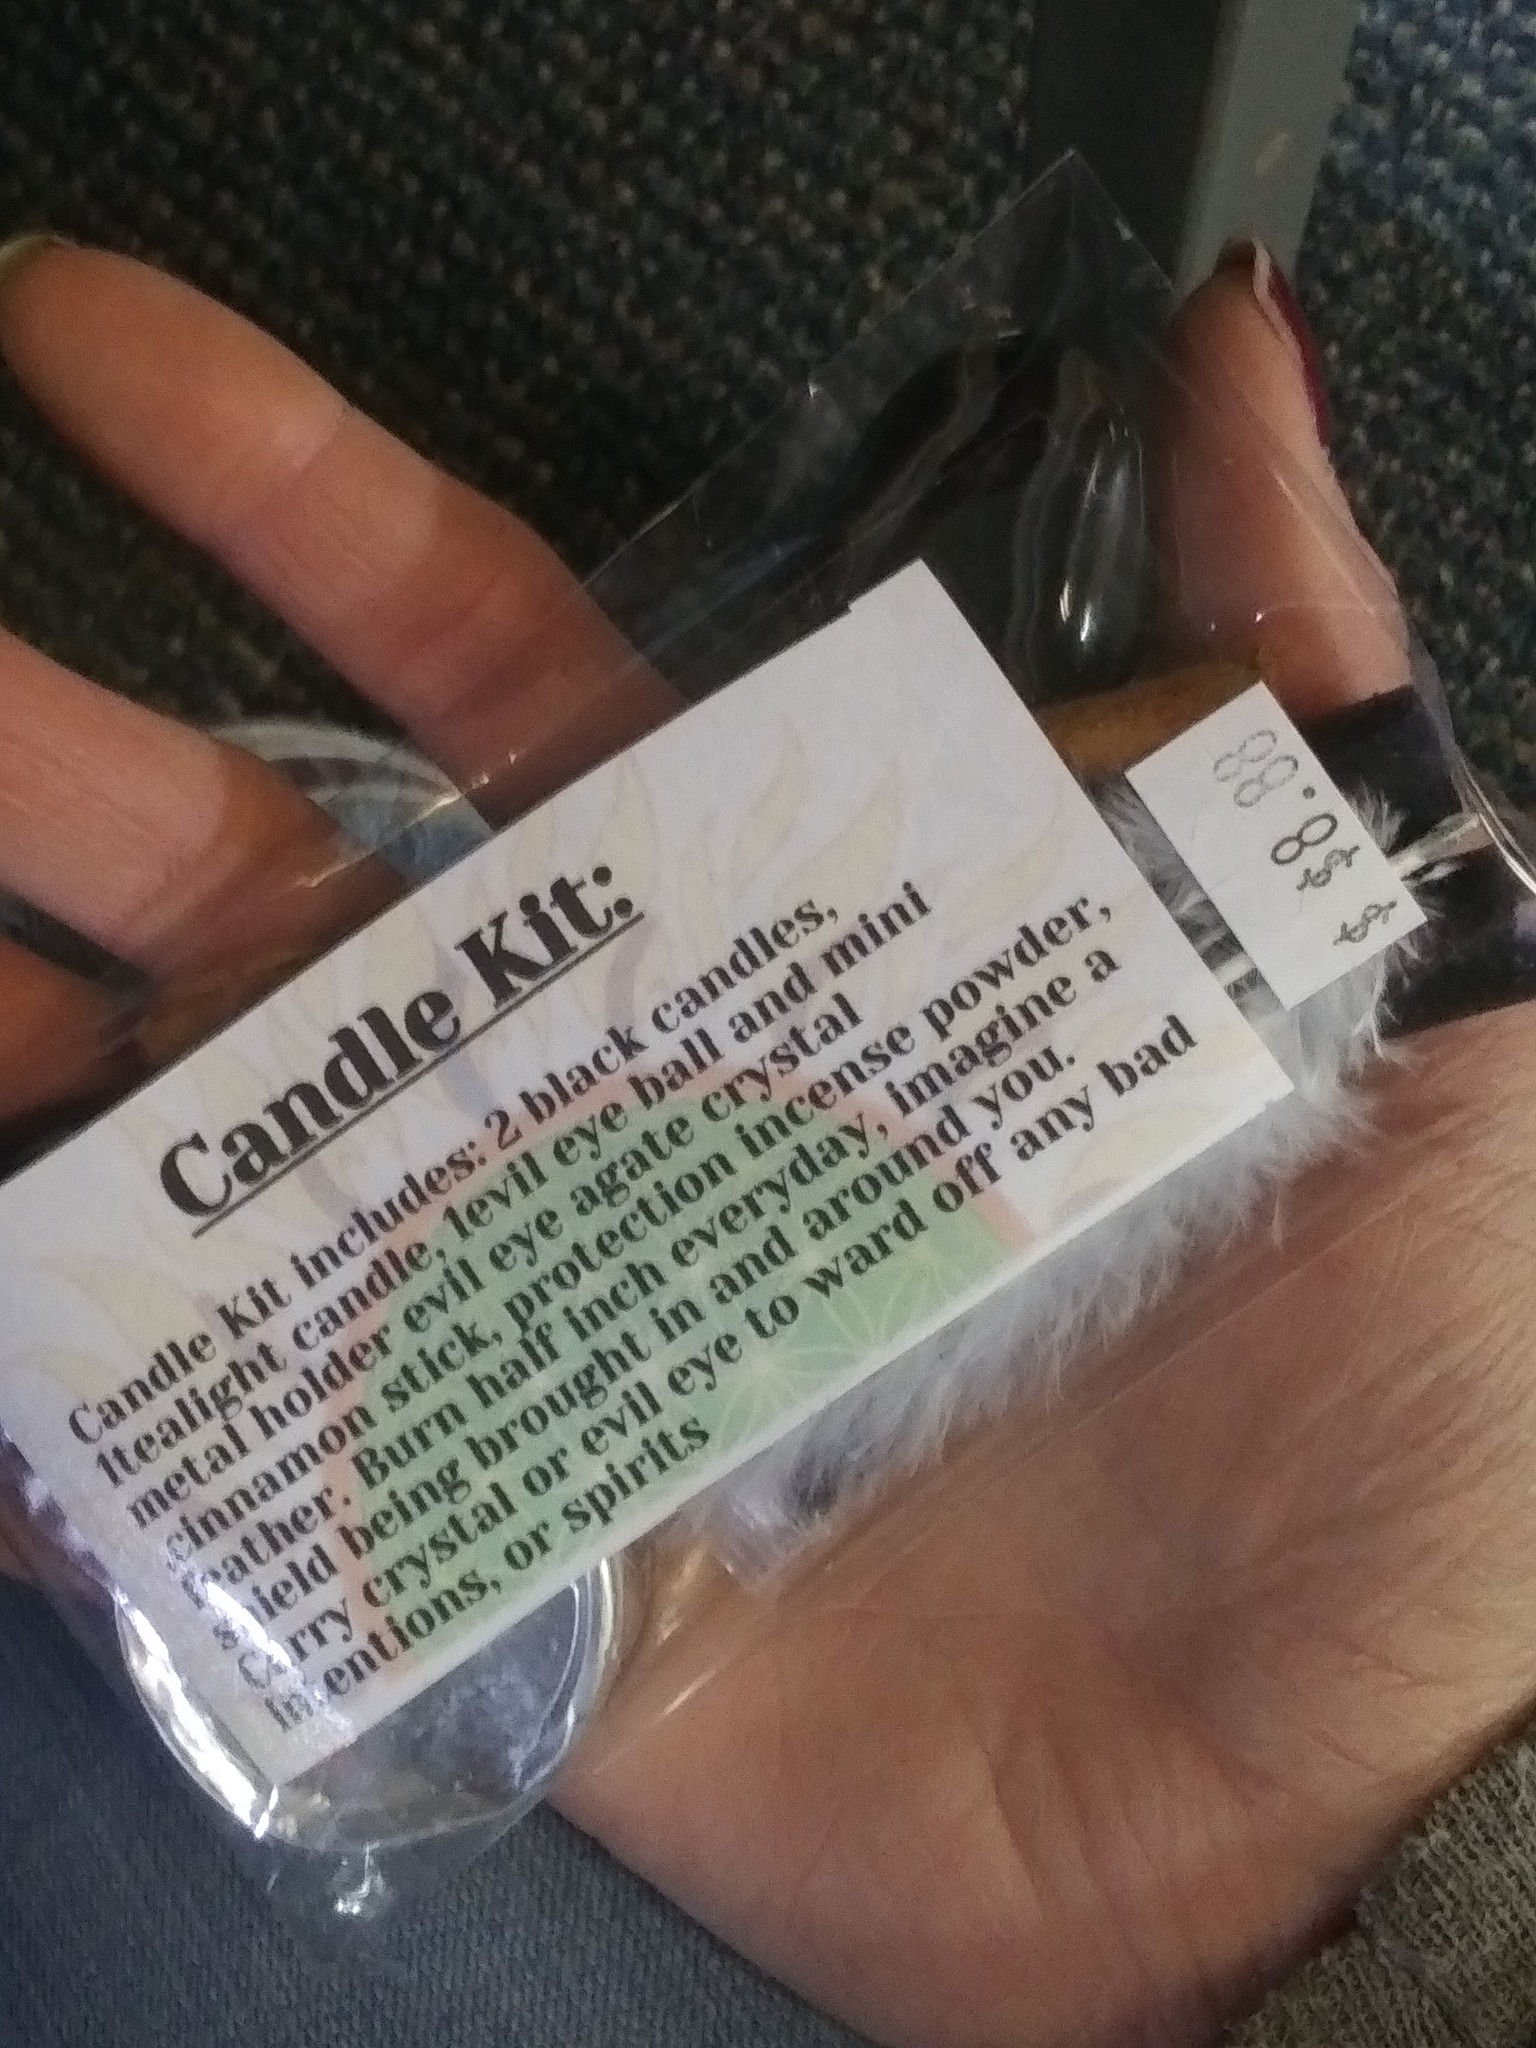 Candle Kit:
Candle Kit includes: 2 black candles,
1tealight candle, 1evil eye ball and mini
metal holder evil eye agate crystal
cinnamon stick, protection incense powder,
feather. Burn half inch everyday, imagine a
shield being brought in and around you.
Carry crystal or evil eye to ward off any bad
intentions, or spirits
$ $8.88